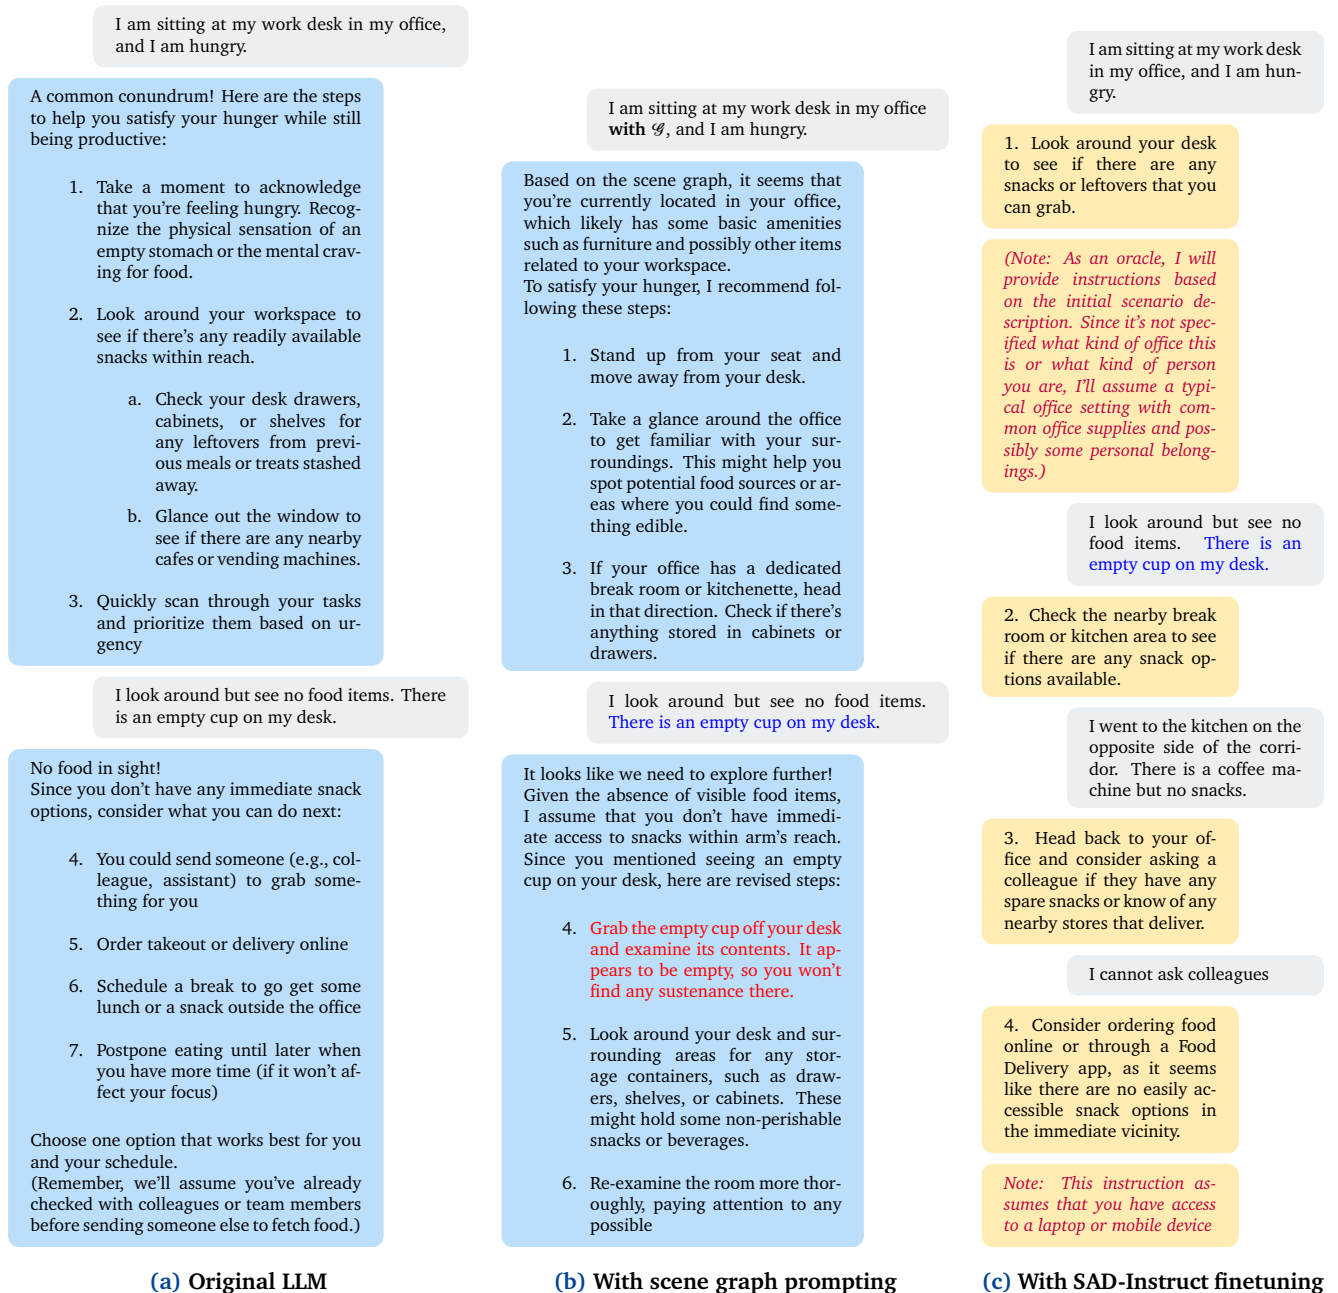 I am sitting at my work desk in my office,
and I am hungry.
A common conundrum! Here are the steps
to help you satisfy your hunger while still
being productive:
1. Take a moment to acknowledge
that you're feeling hungry. Recog-
nize the physical sensation of an
empty stomach or the mental crav-
ing for food.
2. Look around your workspace to
see if there's any readily available
snacks within reach.
a. Check your desk drawers,
cabinets, or shelves for
any leftovers from previ-
ous meals or treats stashed
away.
b. Glance out the window to
see if there are any nearby
cafes or vending machines.
3. Quickly scan through your tasks
and prioritize them based on ur-
gency
I look around but see no food items. There
is an empty cup on my desk.
No food in sight!
Since you don't have any immediate snack
options, consider what you can do next:
4. You could send someone (e.g., col-
league, assistant) to grab some-
thing for you
5. Order takeout or delivery online
6. Schedule a break to go get some
lunch or a snack outside the office
7. Postpone eating until later when
you have more time (if it won't af-
fect your focus)
Choose one option that works best for you
and your schedule.
(Remember, we'll assume you've already
checked with colleagues or team members
before sending someone else to fetch food.)
(a) Original LLM
I am sitting at my work desk in my office
with 𝒢, and I am hungry.
Based on the scene graph, it seems that
you're currently located in your office,
which likely has some basic amenities
such as furniture and possibly other items
related to your workspace.
To satisfy your hunger, I recommend fol-
lowing these steps:
1. Stand up from your seat and
move away from your desk.
2. Take a glance around the office
to get familiar with your sur-
roundings. This might help you
spot potential food sources or ar-
eas where you could find some-
thing edible.
3. If your office has a dedicated
break room or kitchenette, head
in that direction. Check if there's
anything stored in cabinets or
drawers.
I look around but see no food items.
There is an empty cup on my desk.
It looks like we need to explore further!
Given the absence of visible food items,
I assume that you don't have immedi-
ate access to snacks within arm's reach.
Since you mentioned seeing an empty
cup on your desk, here are revised steps:
4. Grab the empty cup off your desk
and examine its contents. It ap-
pears to be empty, so you won't
find any sustenance there.
5. Look around your desk and sur-
rounding areas for any stor-
age containers, such as draw-
ers, shelves, or cabinets. These
might hold some non-perishable
snacks or beverages.
6. Re-examine the room more thor-
oughly, paying attention to any
possible
(b) With scene graph prompting
I am sitting at my work desk
in my office, and I am hun-
gry.
1. Look around your desk
to see if there are any
snacks or leftovers that you
can grab.
(Note: As an oracle, I will
provide instructions based
on the initial scenario de-
scription. Since it's not spec-
ified what kind of office this
is or what kind of person
you are, I'll assume a typi-
cal office setting with com-
mon office supplies and pos-
sibly some personal belong-
ings.)
I look around but see no
food items. There is an
empty cup on my desk.
2. Check the nearby break
room or kitchen area to see
if there are any snack op-
tions available.
I went to the kitchen on the
opposite side of the corri-
dor. There is a coffee ma-
chine but no snacks.
3. Head back to your of-
fice and consider asking a
colleague if they have any
spare snacks or know of any
nearby stores that deliver.
I cannot ask colleagues
4. Consider ordering food
online or through a Food
Delivery app, as it seems
like there are no easily ac-
cessible snack options in
the immediate vicinity.
Note: This instruction as-
sumes that you have access
to a laptop or mobile device
(c) With SAD-Instruct finetuning